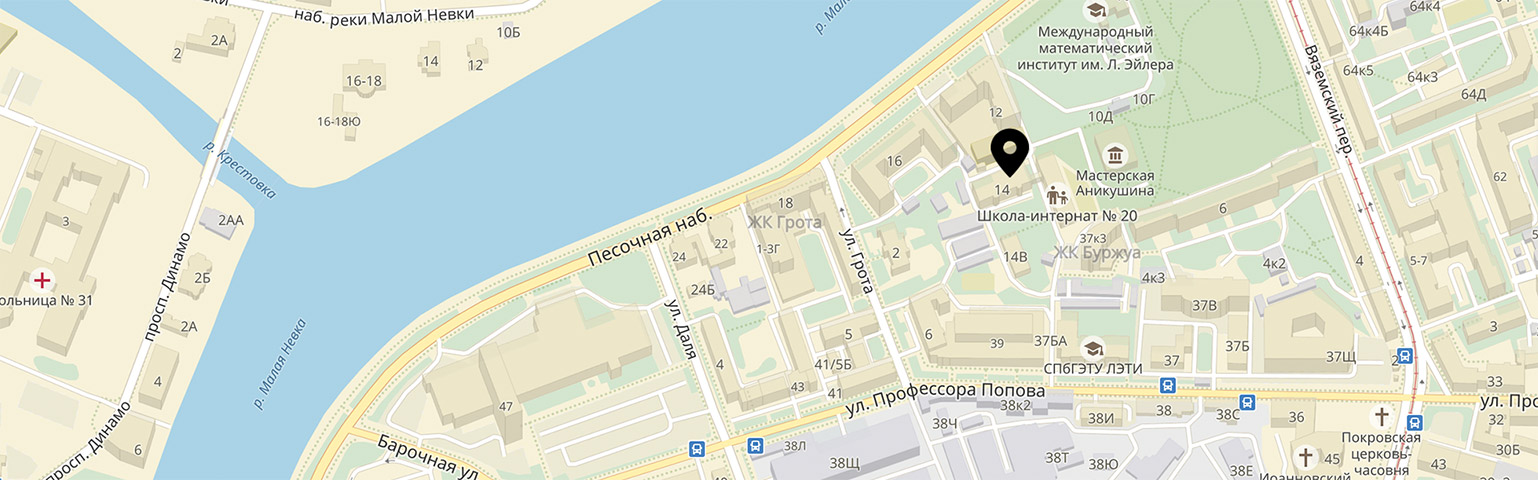 наб. реки Малой Невки
р. Малая
2А
2
10Б
14
12
16-18
16-18Ю
Международный
математический
институт им. Л. Эйлера
64к4
64к4Б
64к5
64к3
64Д
Вяземский пер.
10Г
10Д
12
16
14
Мастерская
Аникушина
Школа-интернат № 20
р. Крестовка
3
2АА
2Б
2А
просп. Динамо
ольница № 31
р. Малая Невка
Песочная наб.
18
ЖК Грота
1-3Г
22
24
24Б
ул. Грота
2
14В
37к3
ЖК Буржуа
6
62
4к2
4к3
4
5-7
37В
3
ул. Даля
4
5
41/5Б
43
41
6
39
37БА
СПбГЭТУ ЛЭТИ
37
37Б
37Щ
2
33
ул. Профессора Попова
ул. Про
47
4
6
просп. Динамо
Барочная ул
38Л
38Щ
38Ч
38к2
38И
38
38С
36
38Т
38Ю
38Е
Покровская
церковь-
часовня
Иоанновский
45
32
43
30Б
4